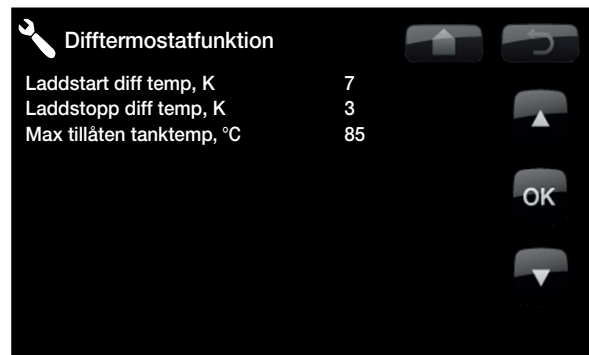 Difftermostatfunktion
Laddstart diff temp, K 7
Laddstopp diff temp, K 3
Max tillåten tanktemp, °C 85
OK